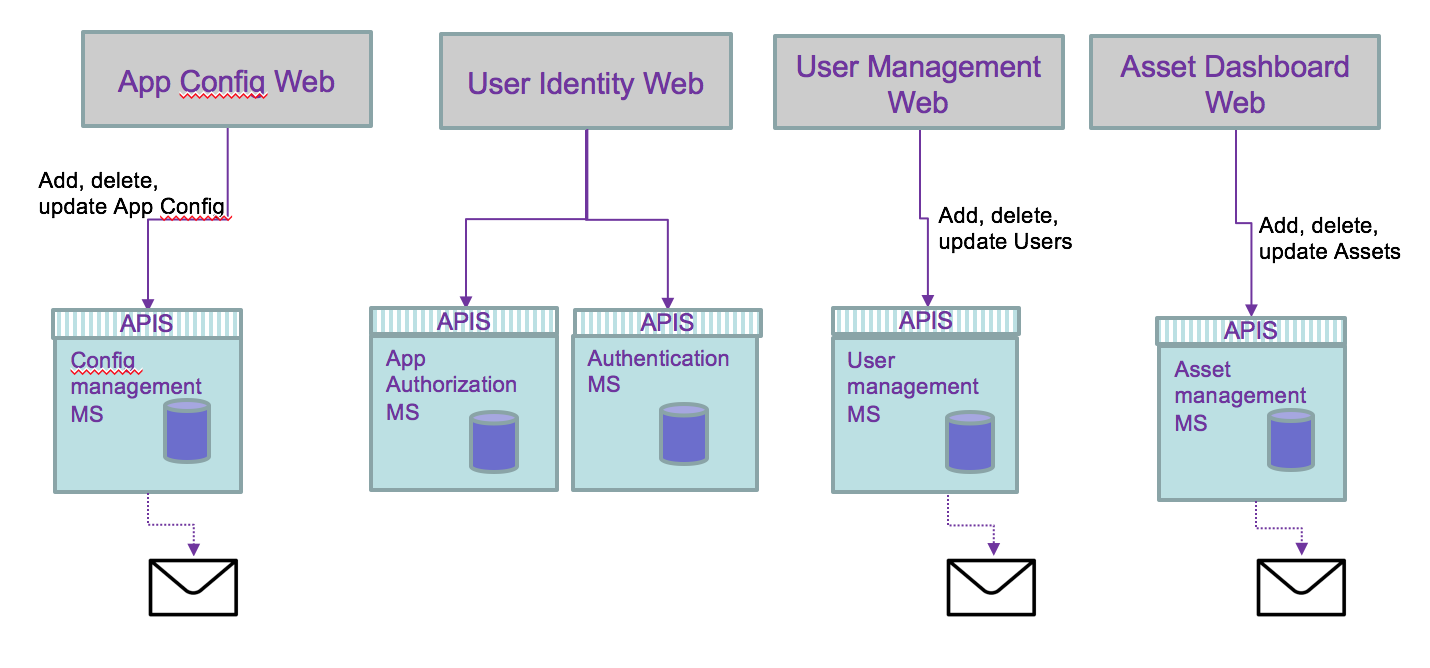 App Config Web
User Identity Web
User Management
Web
Asset Dashboard
Web
Add, delete,
update App Config
Add, delete,
update Users
Add, delete,
update Assets
APIS
Config
management
MS
APIS
App
Authorization
MS
APIS
Authentication
MS
APIS
User
management
MS
APIS
Asset
management
MS